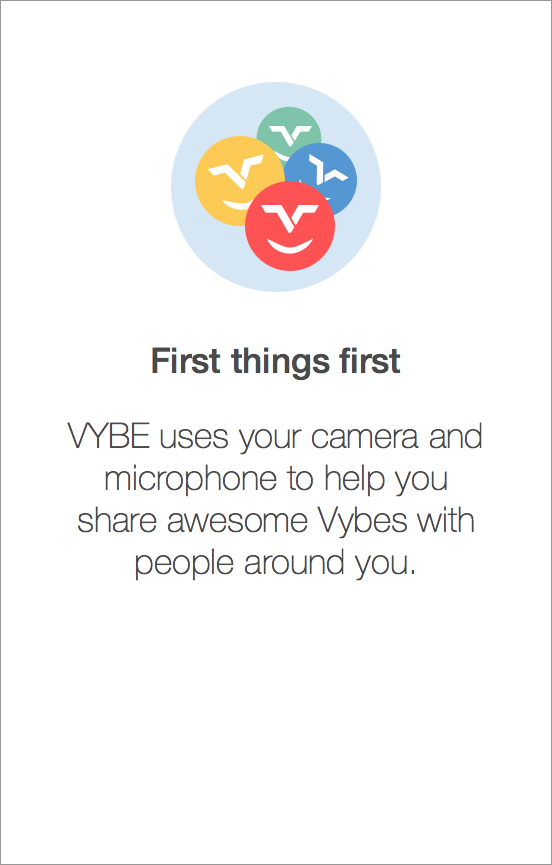 First things first
VYBE uses your camera and
microphone to help you
share awesome Vybes with
people around you.